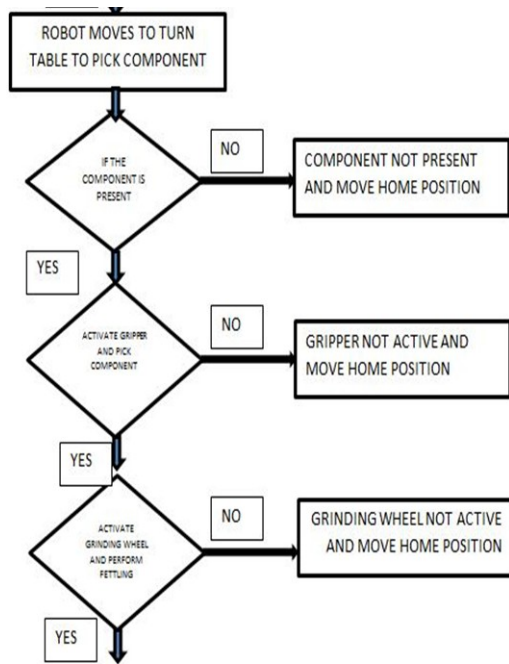 ROBOT MOVES TO TURN
TABLE TO PICK COMPONENT
IF THE
COMPONENT IS
PRESENT
NO
COMPONENT NOT PRESENT
AND MOVE HOME POSITION
YES
ACTIVATE GRIPPER
AND PICK
COMPONENT
NO
GRIPPER NOT ACTIVE AND
MOVE HOME POSITION
YES
ACTIVATE
GRINDING WHEEL
AND PERFORM
FETTLING
NO
GRINDING WHEEL NOT ACTIVE
AND MOVE HOME POSITION
YES